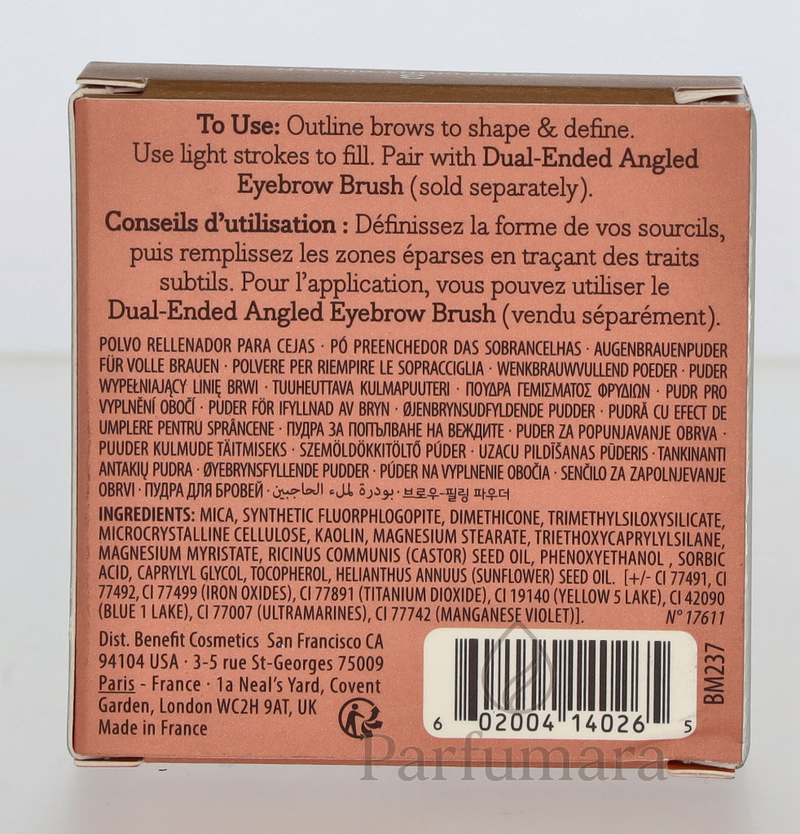 To Use: Outline brows to shape & define.
Use light strokes to fill. Pair with Dual-Ended Angled
Eyebrow Brush (sold separately).
Conseils d'utilisation : Définissez la forme de vos sourcils,
puis remplissez les zones éparses en traçant des traits
subtils. Pour l'application, vous pouvez utiliser le
Dual-Ended Angled Eyebrow Brush (vendu séparément).
POLVO RELLENADOR PARA CEJAS · PÓ PREENCHEDOR DAS SOBRANCELHAS · AUGENBRAUENPUDER
FÜR VOLLE BRAUEN · POLVERE PER RIEMPIRE LE SOPRACCIGLIA · WENKBRAUWVULLEND POEDER · PUDER
WYPEŁNIAJĄCY LINIĘ BRWI · TUUHEUTTAVA KULMAPUUTERI · ΠΟΥΔΡΑ ΓΕΜΙΣΜΑΤΟΣ ΦΡΥΔΙΩΝ · PUDR PRO
VYPLNĚNÍ OBOČÍ · PUDER FÖR IFYLLNAD AV BRYN · ØJENBRYNSUDFYLDENDE PUDDER · PUDRĂ CU EFECT DE
UMPLERE PENTRU SPRÂNCENE · ПУДРА ЗА ПОПЪЛВАНЕ НА ВЕЖДИТЕ · PUDER ZA POPUNJAVANJE OBRVA ·
PUUDER KULMUDE TÄITMISEKS · SZEMÖLDÖKKITÖLTŐ PÚDER · UZACU PILDĪŠANAS PŪDERIS · TANKINANTI
ANTAKIŲ PUDRA · ØYEBRYNSFYLLENDE PUDDER · PÚDER NA VYPLNENIE OBOČIA · SENČILO ZA ZAPOLNJEVANJE
OBRVI · ПУДРА ДЛЯ БРОВЕЙ · بودرة لملء الحاجبين · 브로우-필링 파우더
INGREDIENTS: MICA, SYNTHETIC FLUORPHLOGOPITE, DIMETHICONE, TRIMETHYLSILOXYSILICATE,
MICROCRYSTALLINE CELLULOSE, KAOLIN, MAGNESIUM STEARATE, TRIETHOXYCAPRYLYLSILANE,
MAGNESIUM MYRISTATE, RICINUS COMMUNIS (CASTOR) SEED OIL, PHENOXYETHANOL , SORBIC
ACID, CAPRYLYL GLYCOL, TOCOPHEROL, HELIANTHUS ANNUUS (SUNFLOWER) SEED OIL. [+/- CI 77491, CI
77492, CI 77499 (IRON OXIDES), CI 77891 (TITANIUM DIOXIDE), CI 19140 (YELLOW 5 LAKE), CI 42090
(BLUE 1 LAKE), CI 77007 (ULTRAMARINES), CI 77742 (MANGANESE VIOLET)]. N° 17611
Dist. Benefit Cosmetics San Francisco CA
94104 USA · 3-5 rue St-Georges 75009
Paris - France · 1a Neal's Yard, Covent
Garden, London WC2H 9AT, UK
Made in France
6 02004 14026 5
BM237
Parfumara